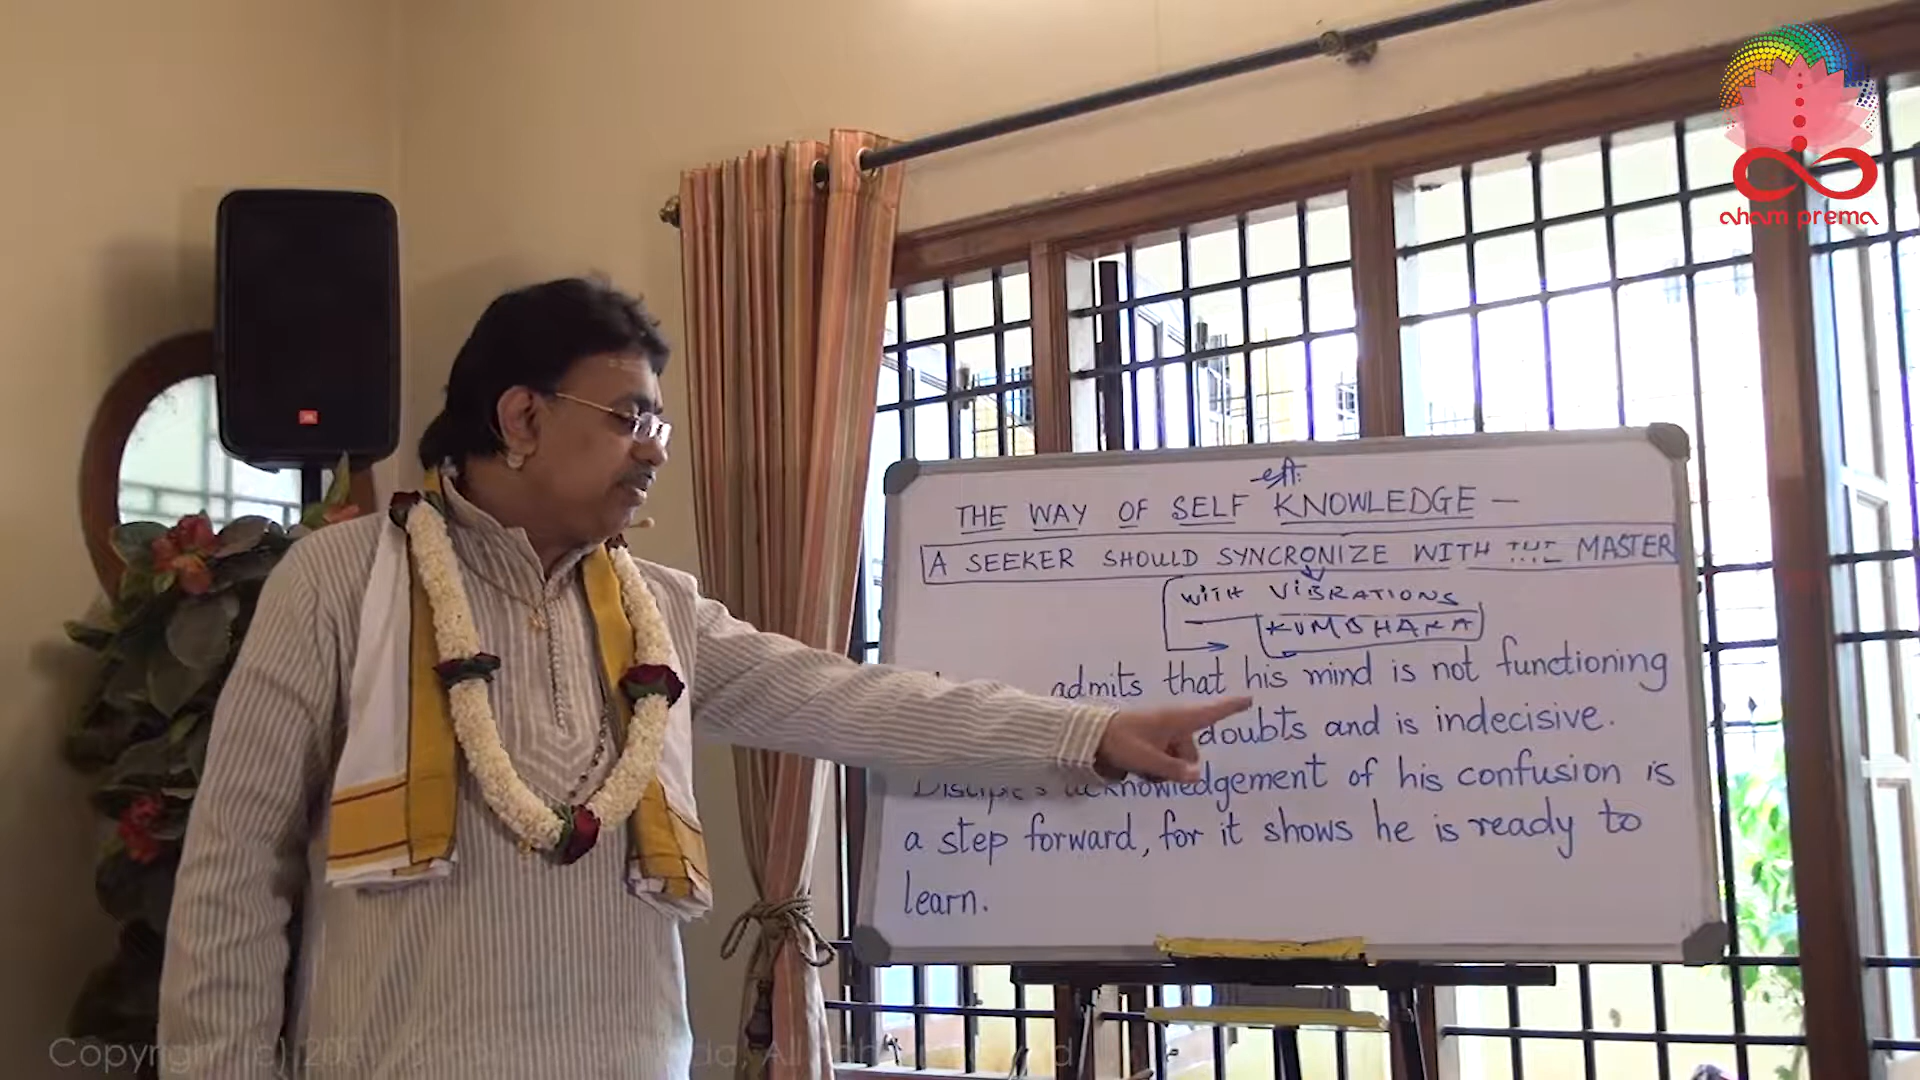 THE WAY OF SELF KNOWLEDGE —
A SEEKER SHOULD SYNCRONIZE WITH THE MASTER
WITH VIBRATIONS
KUMBHAKA
admits that his mind is not functioning
doubts and is indecisive.
Disciple's acknowledgement of his confusion is
a step forward, for it shows he is ready to
learn.
aham prema
JBL
Copyright (c)